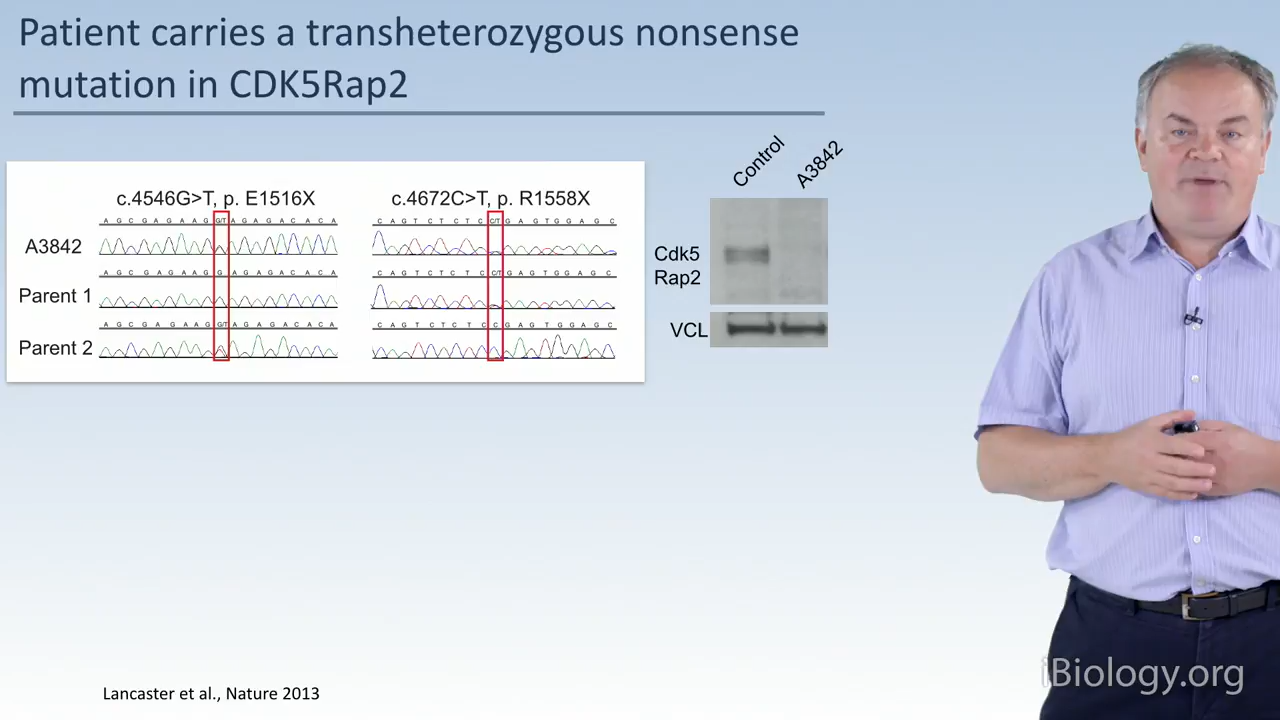 Patient carries a transheterozygous nonsense
mutation in CDK5Rap2
c.4546G>T, p. E1516X
c.4672C>T, p. R1558X
A G C G A G A A G G/T A G A G A C A C A
C A G T C T C T C C/T G A G T G G A G C
A3842
A G C G A G A A G G A G A G A C A C A
C A G T C T C T C C/T G A G T G G A G C
Parent 1
A G C G A G A A G G/T A G A G A C A C A
C A G T C T C T C C G A G T G G A G C
Parent 2
Control
A3842
Cdk5
Rap2
VCL
Lancaster et al., Nature 2013
iBiology.org